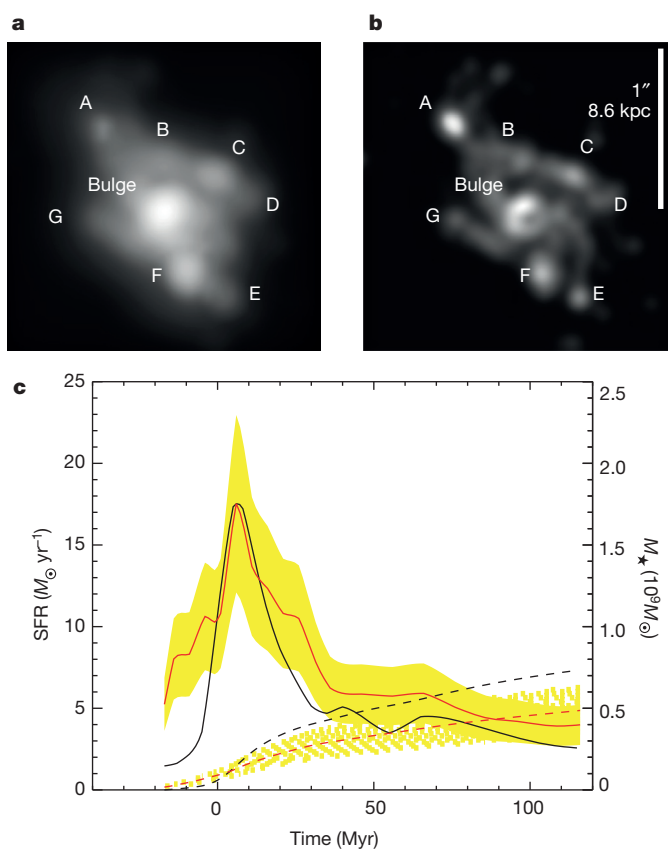 a
A
B
C
Bulge
G
D
F
E
b
1″
8.6 kpc
A
B
C
Bulge
G
D
F
E
c
25
20
15
10
5
0
SFR (M⊙ yr−1)
2.5
2.0
1.5
1.0
0.5
0
M★ (10⁹M⊙)
0
50
100
Time (Myr)